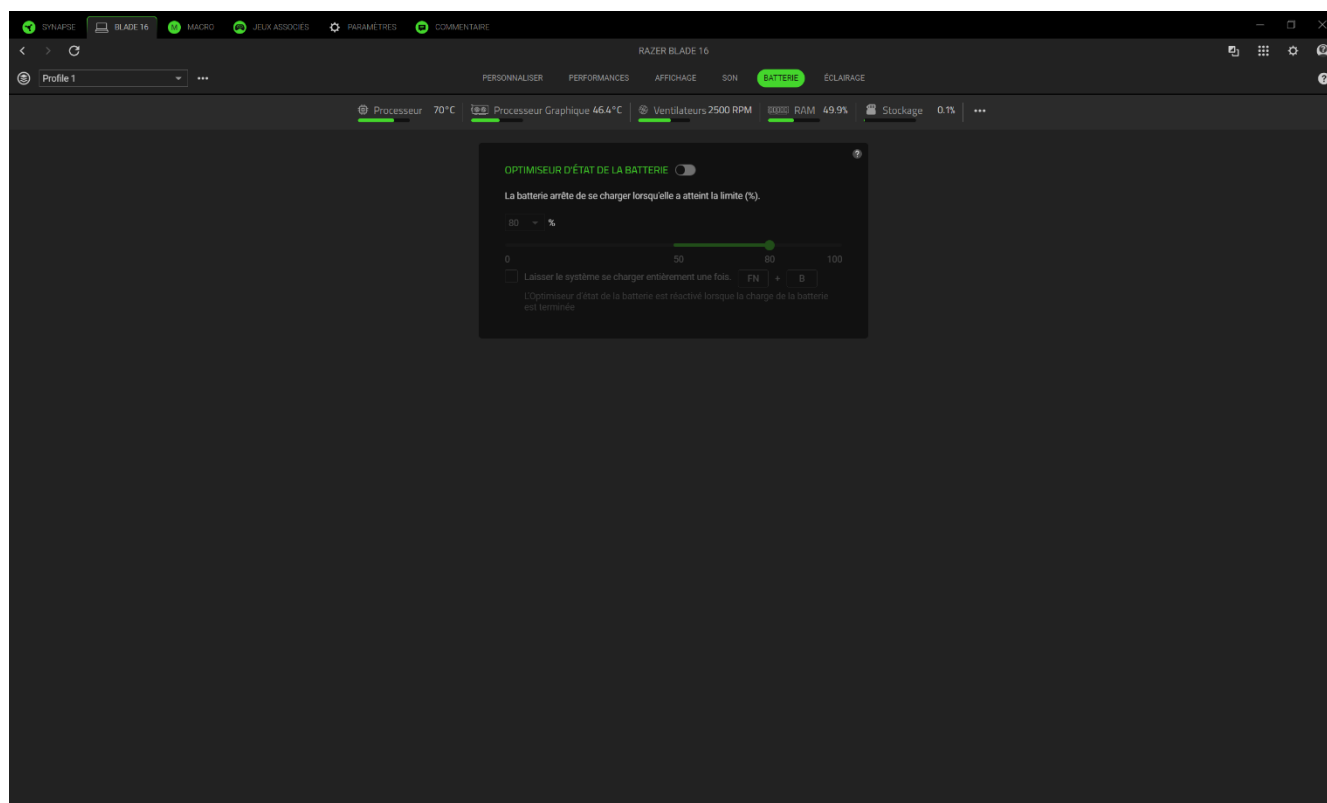 SYNAPSE BLADE 16 MACRO JEUX ASSOCIÉS PARAMÈTRES COMMENTAIRE
RAZER BLADE 16
Profile 1 PERSONNALISER PERFORMANCES AFFICHAGE SON BATTERIE ÉCLAIRAGE
Processeur 70°C Processeur Graphique 46.4°C Ventilateurs 2500 RPM RAM 49.9% Stockage 0.1%
OPTIMISEUR D'ÉTAT DE LA BATTERIE
La batterie arrête de se charger lorsqu'elle a atteint la limite (%).
80 %
0 50 80 100
Laisser le système se charger entièrement une fois. FN + B
L'Optimiseur d'état de la batterie est réactivé lorsque la charge de la batterie
est terminée